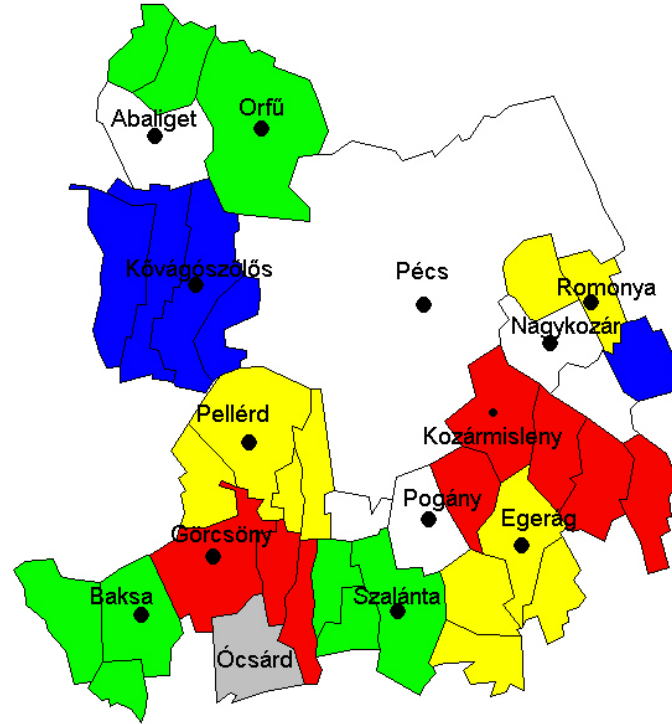 Abaliget
Orfű
Kővágószőlős
Pécs
Romonya
Nagykozár
Pellérd
Kozármisleny
Pogány
Egerág
Görcsöny
Baksa
Szalánta
Ócsárd